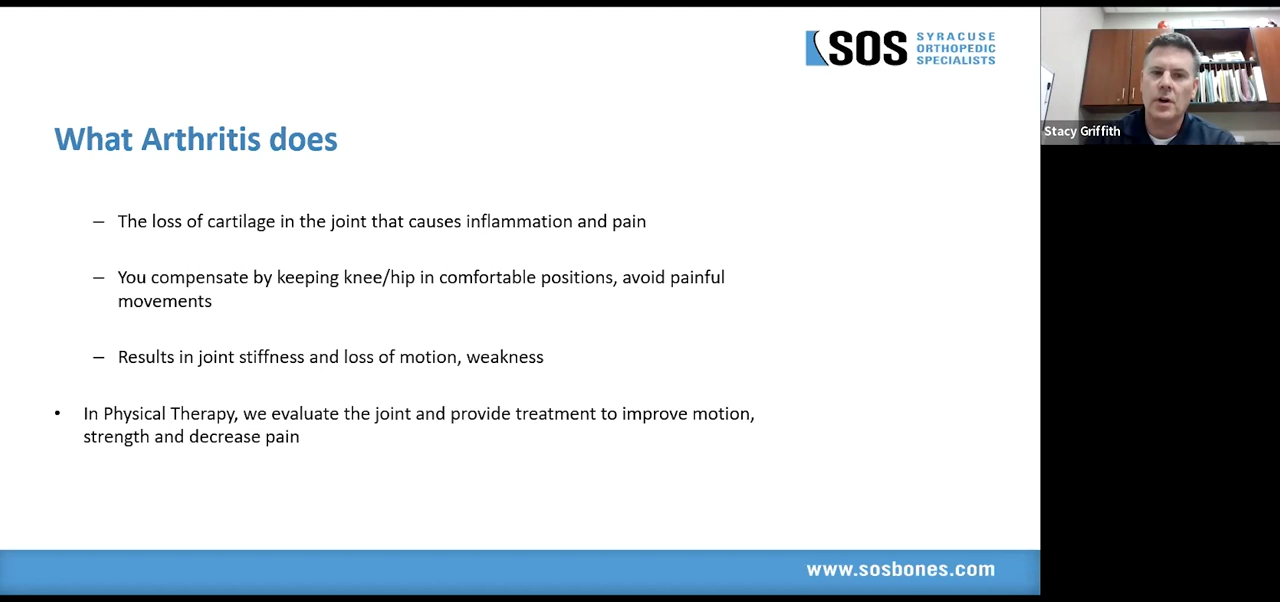 SOS SYRACUSE
ORTHOPEDIC
SPECIALISTS
Stacy Griffith
What Arthritis does
– The loss of cartilage in the joint that causes inflammation and pain
– You compensate by keeping knee/hip in comfortable positions, avoid painful
movements
– Results in joint stiffness and loss of motion, weakness
• In Physical Therapy, we evaluate the joint and provide treatment to improve motion,
strength and decrease pain
www.sosbones.com